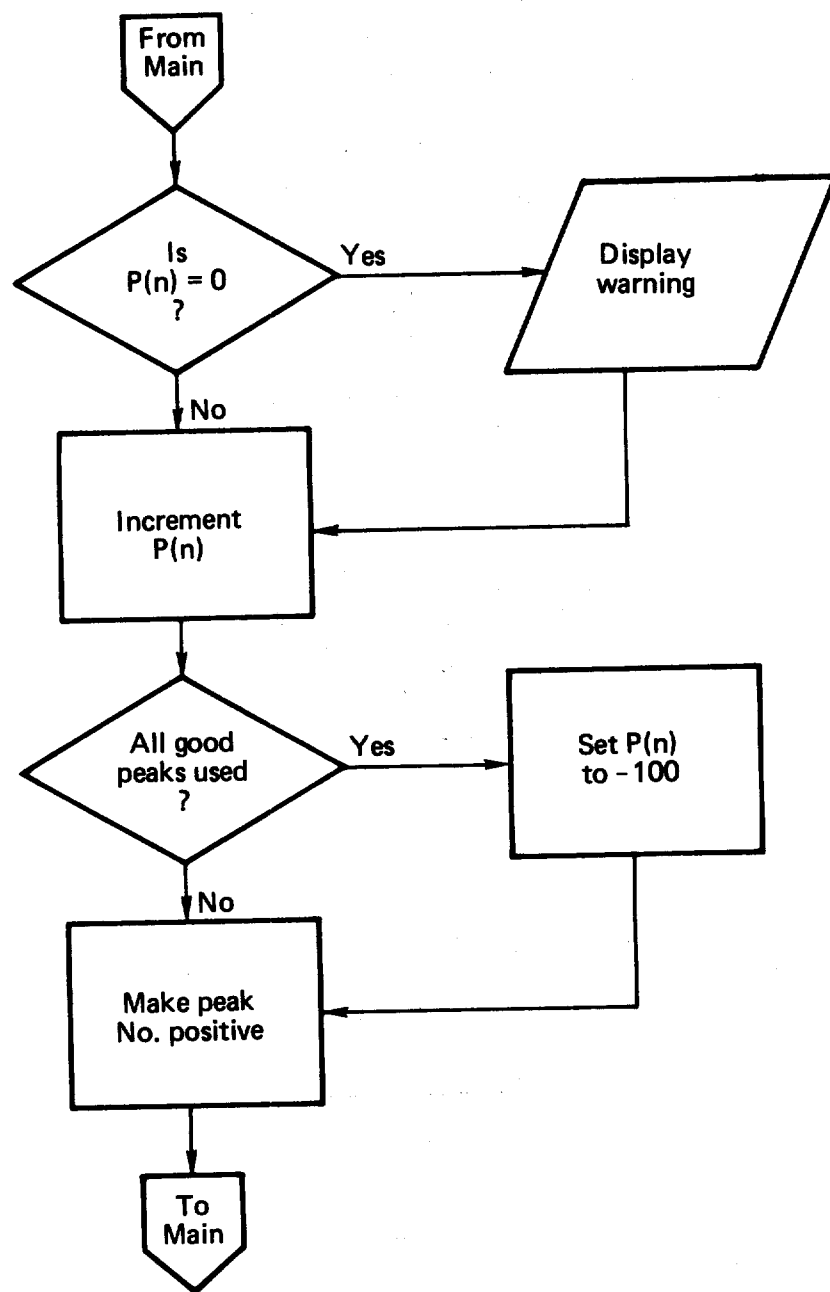 From
Main
Is
P(n) = 0
?
Yes
Display
warning
No
Increment
P(n)
All good
peaks used
?
Yes
Set P(n)
to -100
No
Make peak
No. positive
To
Main